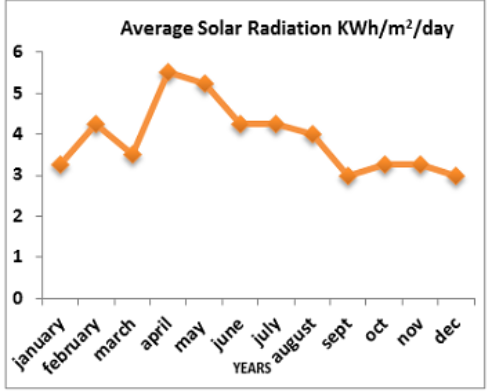 Average Solar Radiation KWh/m²/day
6
5
4
3
2
1
0
january
february
march
april
may
june
july
august
sept
oct
nov
dec
YEARS